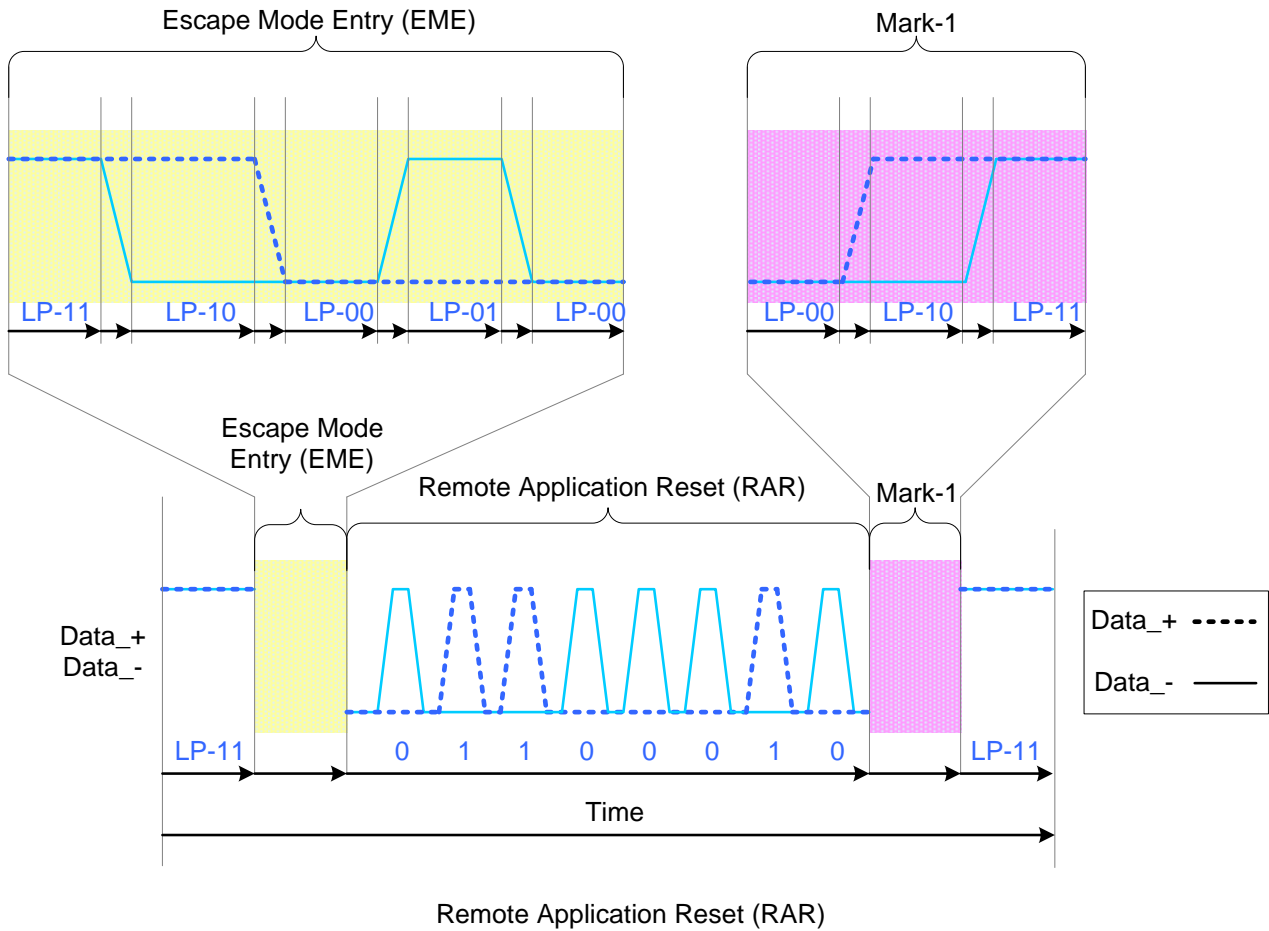 Escape Mode Entry (EME)
Mark-1
LP-11 LP-10 LP-00 LP-01 LP-00
LP-00 LP-10 LP-11
Escape Mode
Entry (EME)
Remote Application Reset (RAR)
Mark-1
Data_+
Data_-
Data_+
Data_-
LP-11 0 1 1 0 0 0 1 0 LP-11
Time
Remote Application Reset (RAR)